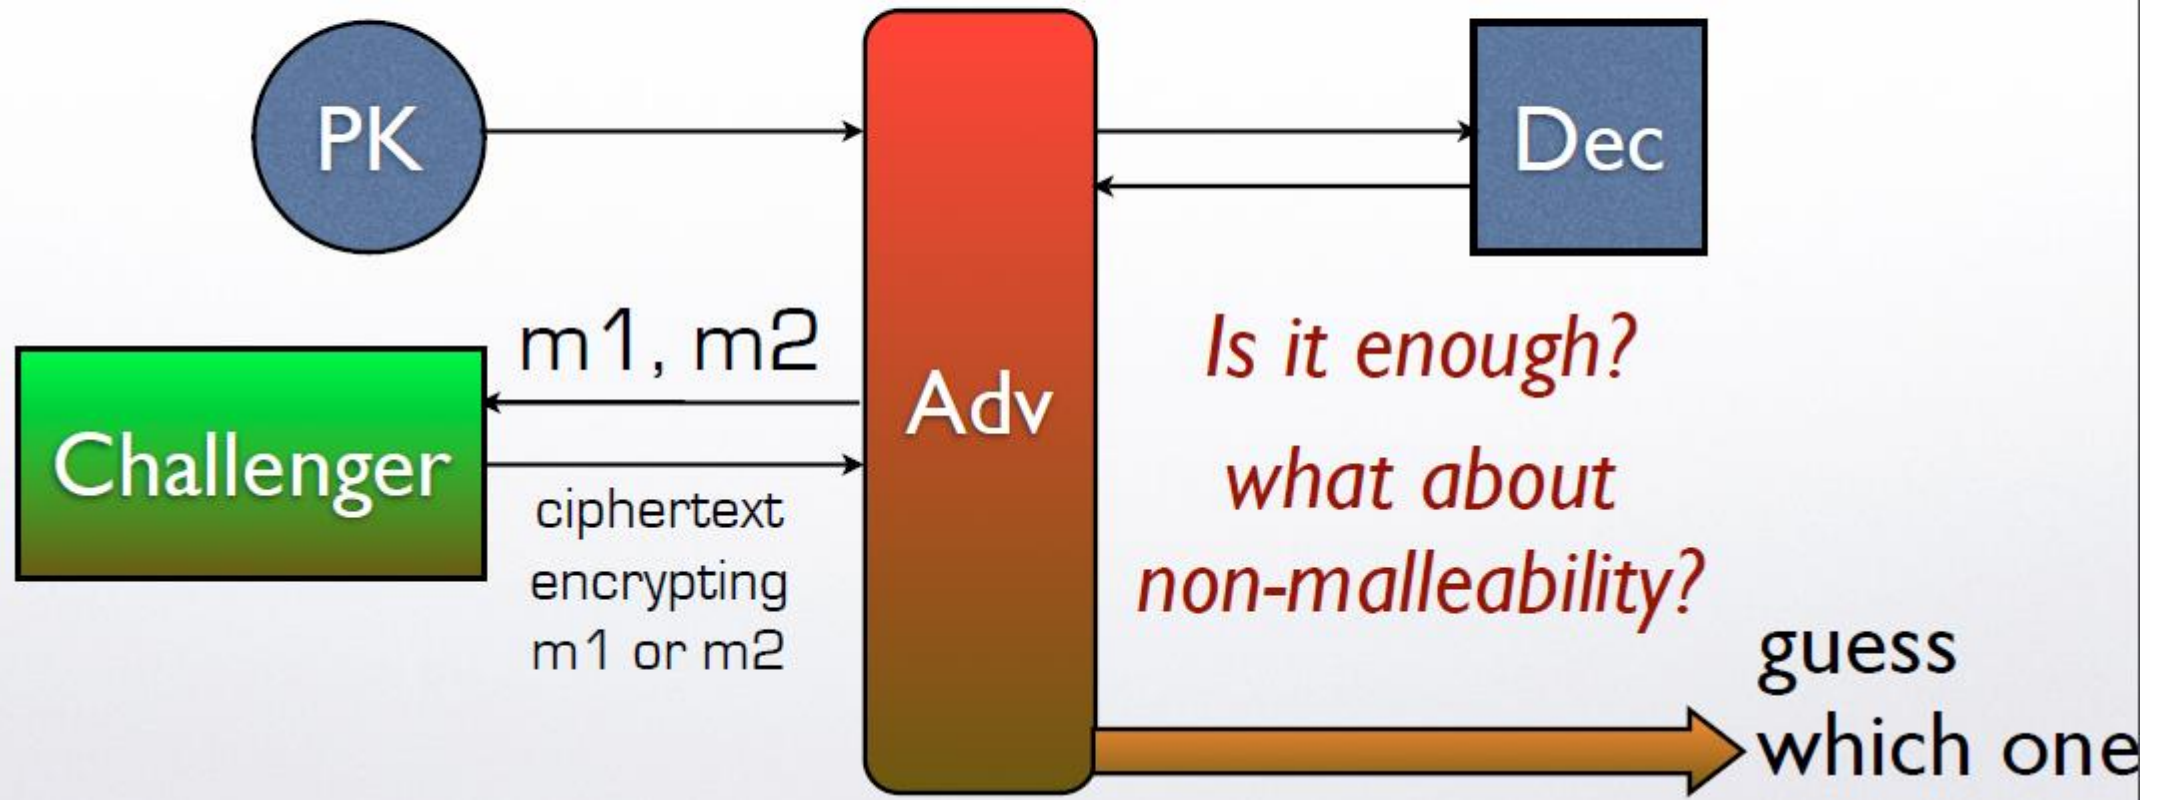 PK
Dec
m1, m2
Challenger
Adv
ciphertext
encrypting
m1 or m2
Is it enough?
what about
non-malleability?
guess
which one